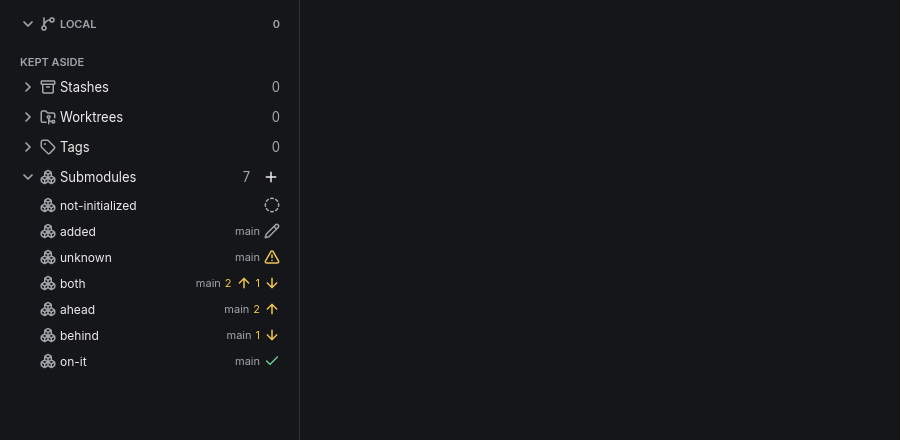 LOCAL 0
KEPT ASIDE
Stashes 0
Worktrees 0
Tags 0
Submodules 7
not-initialized
added main
unknown main
both main 2 1
ahead main 2
behind main 1
on-it main